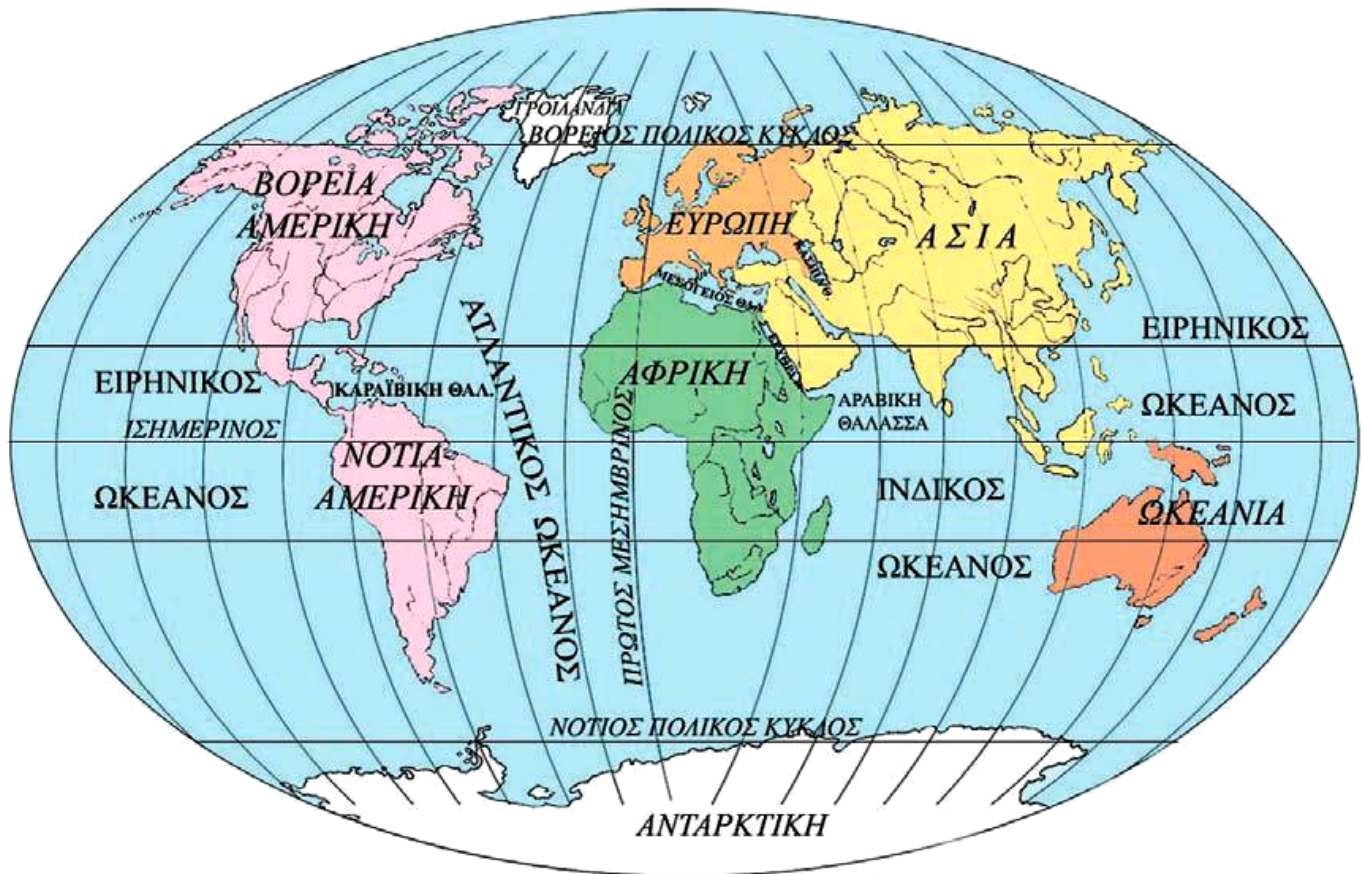 ΓΡΟΙΛΑΝΔΙΑ
ΒΟΡΕΙΟΣ ΠΟΛΙΚΟΣ ΚΥΚΛΟΣ
ΒΟΡΕΙΑ
ΑΜΕΡΙΚΗ
ΕΥΡΩΠΗ
ΑΣΙΑ
ΜΕΣΟΓΕΙΟΣ ΘΑΛ.
ΑΤΛΑΝΤΙΚΟΣ ΩΚΕΑΝΟΣ
ΕΙΡΗΝΙΚΟΣ
ΩΚΕΑΝΟΣ
ΚΑΡΑΪΒΙΚΗ ΘΑΛ.
ΑΦΡΙΚΗ
ΑΡΑΒΙΚΗ
ΘΑΛΑΣΣΑ
ΕΙΡΗΝΙΚΟΣ
ΩΚΕΑΝΟΣ
ΙΣΗΜΕΡΙΝΟΣ
ΝΟΤΙΑ
ΑΜΕΡΙΚΗ
ΠΡΩΤΟΣ ΜΕΣΗΜΒΡΙΝΟΣ
ΙΝΔΙΚΟΣ
ΩΚΕΑΝΟΣ
ΩΚΕΑΝΙΑ
ΝΟΤΙΟΣ ΠΟΛΙΚΟΣ ΚΥΚΛΟΣ
ΑΝΤΑΡΚΤΙΚΗ